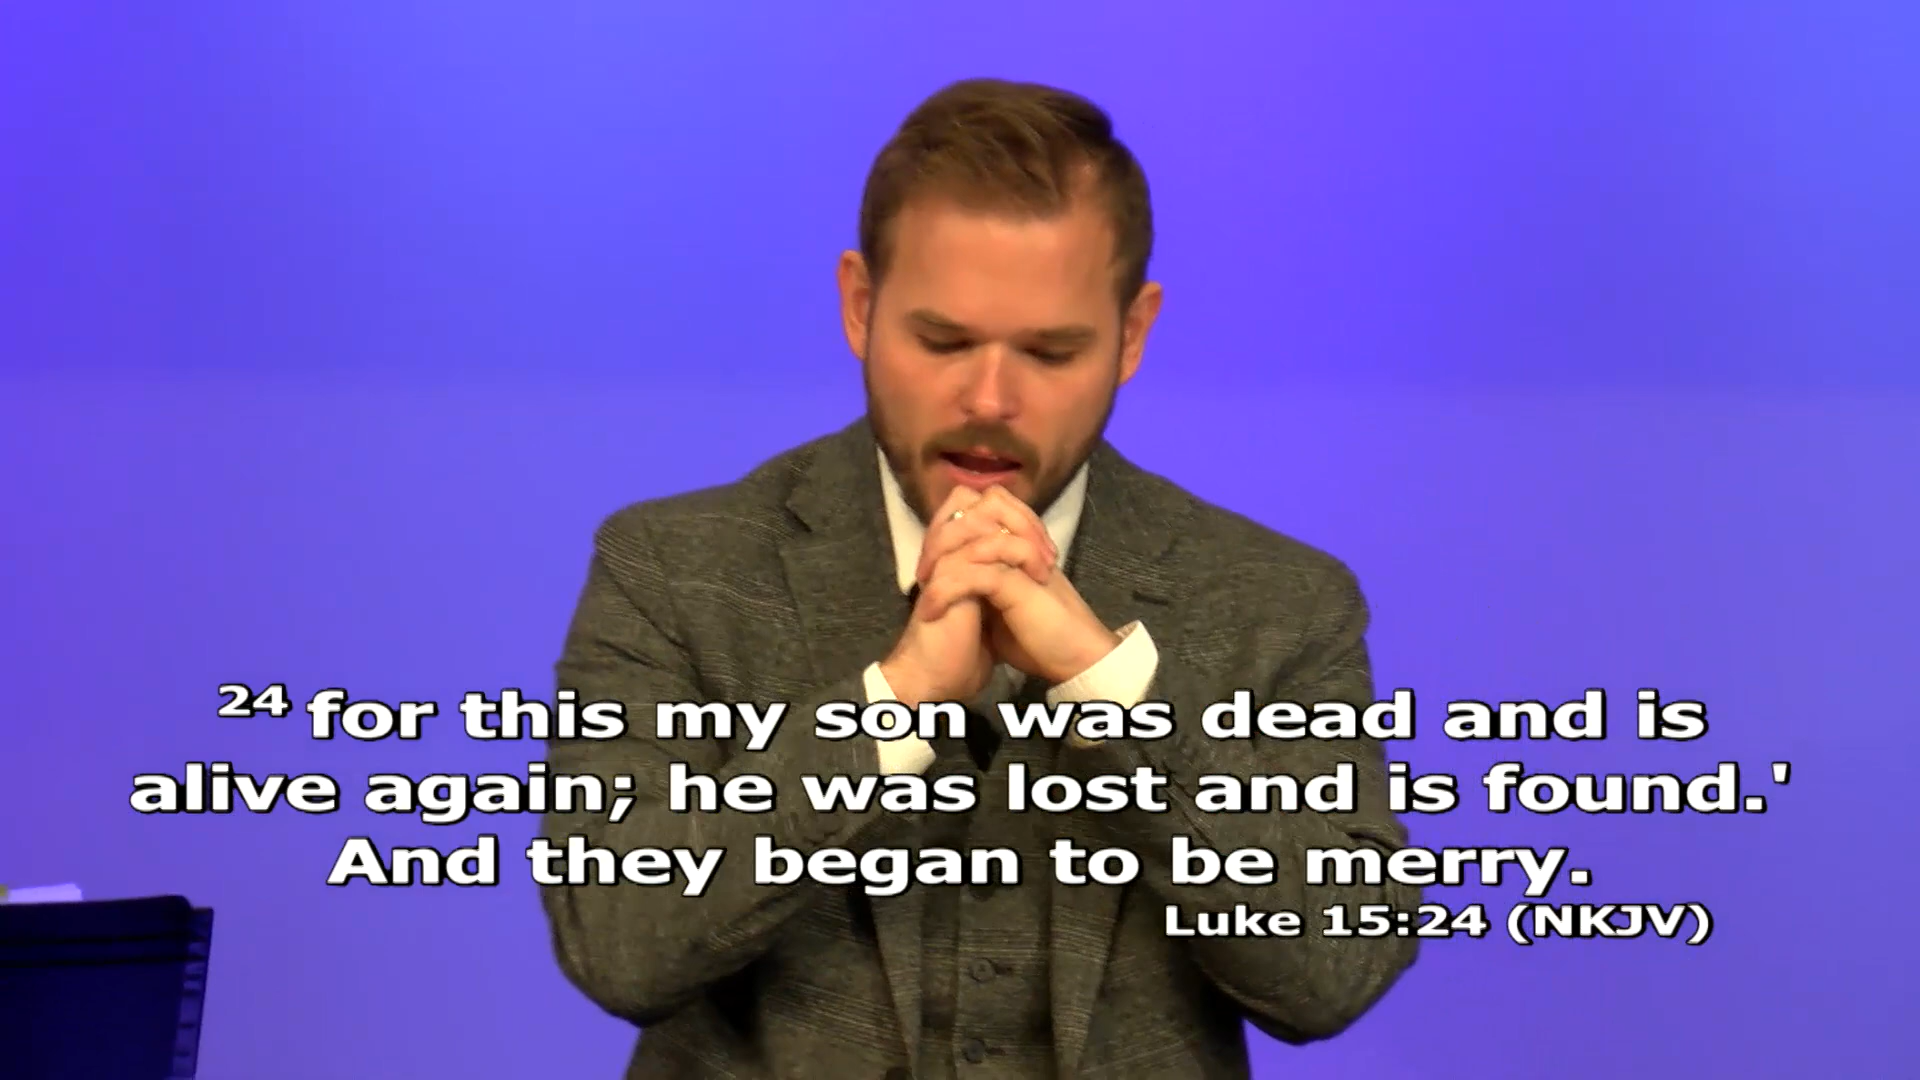 24 for this my son was dead and is
alive again; he was lost and is found.'
And they began to be merry.
Luke 15:24 (NKJV)